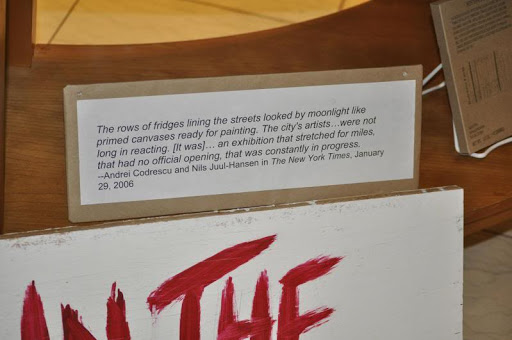 The rows of fridges lining the streets looked by moonlight like
primed canvases ready for painting. The city's artists…were not
long in reacting. [It was]… an exhibition that stretched for miles,
that had no official opening, that was constantly in progress.
--Andrei Codrescu and Nils Juul-Hansen in The New York Times, January
29, 2006
IN THE